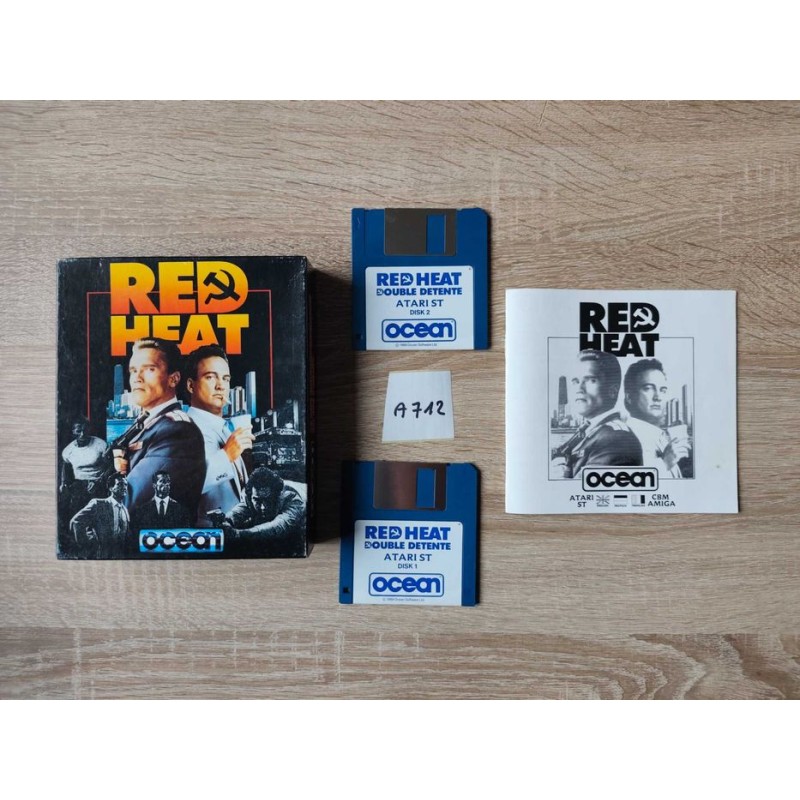 RED
HEAT
ocean
RED HEAT
DOUBLE DETENTE
ATARI ST
DISK 2
ocean
A712
RED HEAT
DOUBLE DETENTE
ATARI ST
DISK 1
ocean
RED
HEAT
ocean
ATARI
ST
CBM
AMIGA